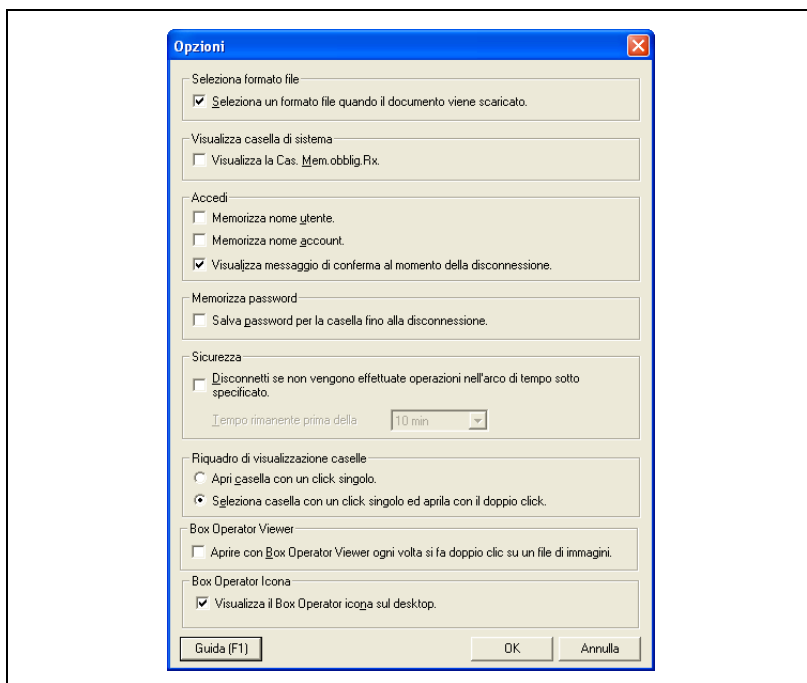 Opzioni
Seleziona formato file
Seleziona un formato file quando il documento viene scaricato.
Visualizza casella di sistema
Visualizza la Cas. Mem.obblig.Rx.
Accedi
Memorizza nome utente.
Memorizza nome account.
Visualizza messaggio di conferma al momento della disconnessione.
Memorizza password
Salva password per la casella fino alla disconnessione.
Sicurezza
Disconnetti se non vengono effettuate operazioni nell'arco di tempo sotto
specificato.
Tempo rimanente prima della 10 min
Riquadro di visualizzazione caselle
Apri casella con un click singolo.
Seleziona casella con un click singolo ed aprila con il doppio click.
Box Operator Viewer
Aprire con Box Operator Viewer ogni volta si fa doppio clic su un file di immagini.
Box Operator Icona
Visualizza il Box Operator icona sul desktop.
Guida (F1) OK Annulla